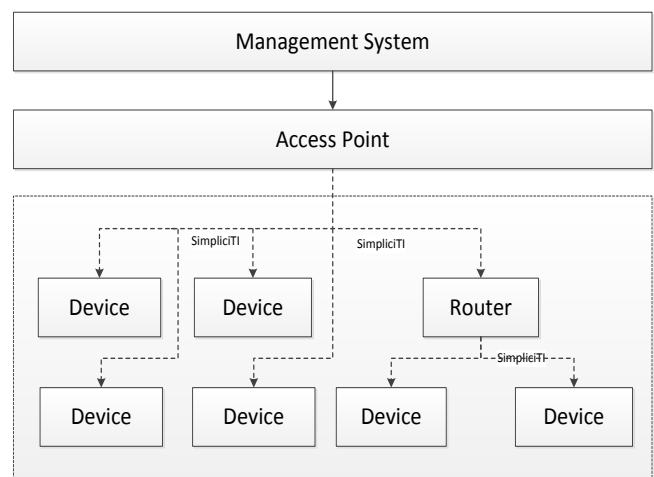 Management System
Access Point
SimpliciTI
SimpliciTI
Device
Device
Router
SimpliciTI
Device
Device
Device
Device